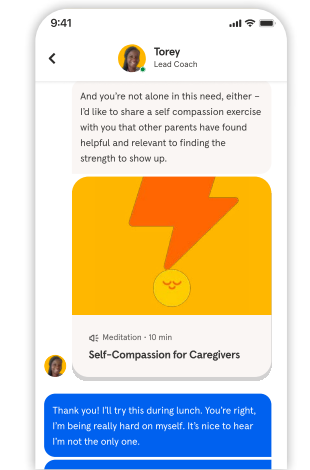 9:41
Torey
Lead Coach
And you're not alone in this need, either –
I'd like to share a self compassion exercise
with you that other parents have found
helpful and relevant to finding the
strength to show up.
Meditation · 10 min
Self-Compassion for Caregivers
Thank you! I'll try this during lunch. You're right,
I'm being really hard on myself. It's nice to hear
I'm not the only one.